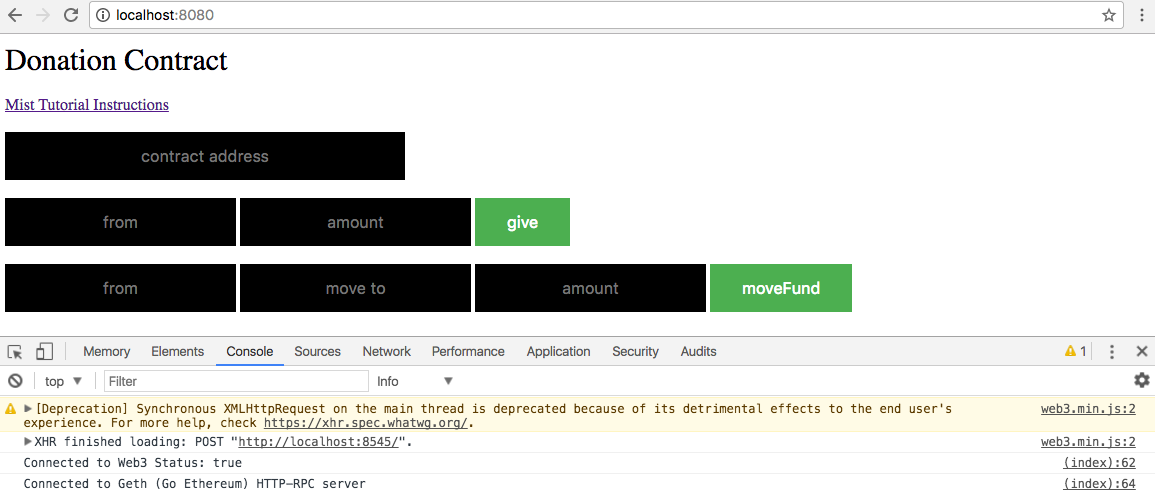 localhost:8080
Donation Contract
Mist Tutorial Instructions
contract address
from amount give
from move to amount moveFund
Memory Elements Console Sources Network Performance Application Security Audits 1
top Filter Info
[Deprecation] Synchronous XMLHttpRequest on the main thread is deprecated because of its detrimental effects to the end user's web3.min.js:2
experience. For more help, check https://xhr.spec.whatwg.org/.
XHR finished loading: POST "http://localhost:8545/". web3.min.js:2
Connected to Web3 Status: true (index):62
Connected to Geth (Go Ethereum) HTTP-RPC server (index):64